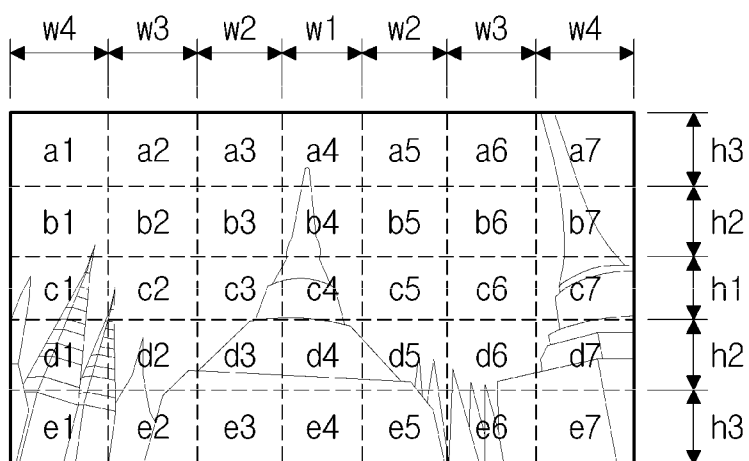 w4 w3 w2 w1 w2 w3 w4
a1 a2 a3 a4 a5 a6 a7 h3
b1 b2 b3 b4 b5 b6 b7 h2
c1 c2 c3 c4 c5 c6 c7 h1
d1 d2 d3 d4 d5 d6 d7 h2
e1 e2 e3 e4 e5 e6 e7 h3